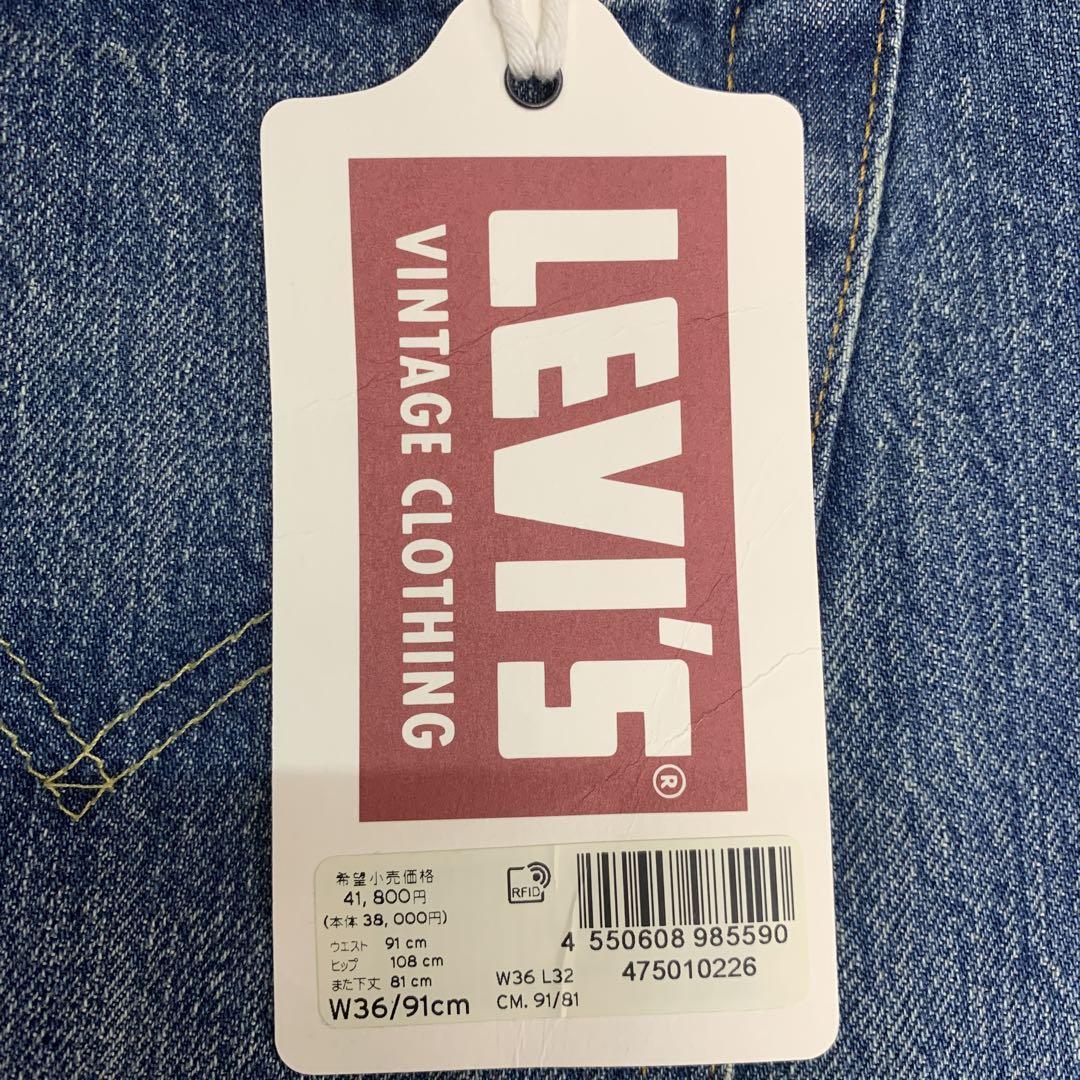 LEVI'S®
VINTAGE CLOTHING
希望小売価格
41,800円
(本体 38,000円)
ウエスト 91 cm
ヒップ 108 cm
また下丈 81 cm
W36/91cm
RFID
4 550608 985590
475010226
W36 L32
CM. 91/81